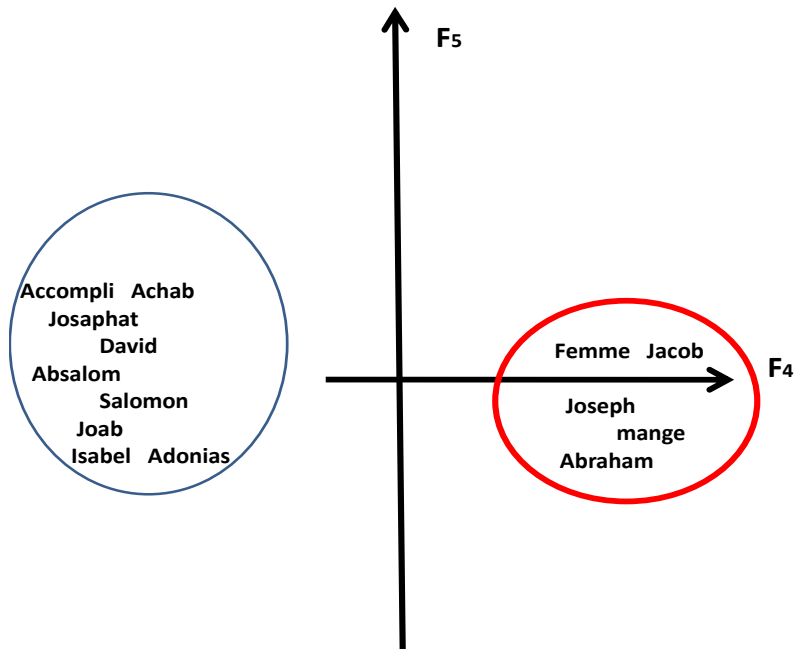 F5
Accompli Achab
Josaphat
David
Absalom
Salomon
Joab
Isabel Adonias
Femme Jacob
F4
Joseph
mange
Abraham